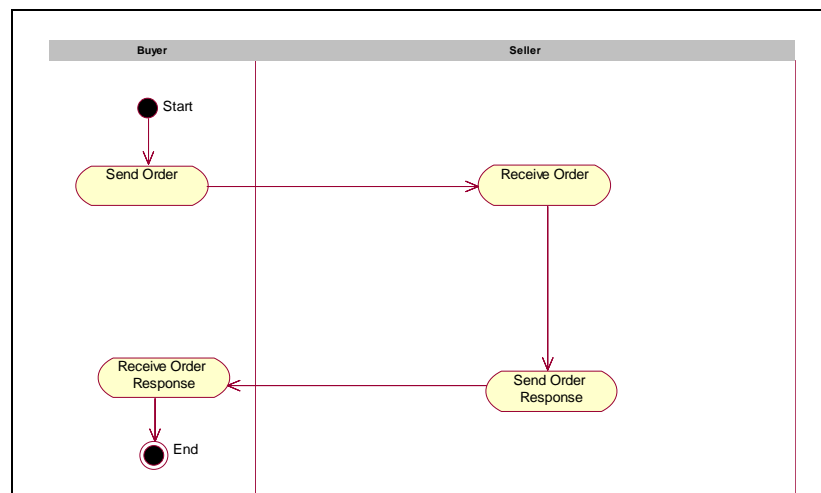 Buyer
Seller
Start
Send Order
Receive Order
Receive Order
Response
Send Order
Response
End